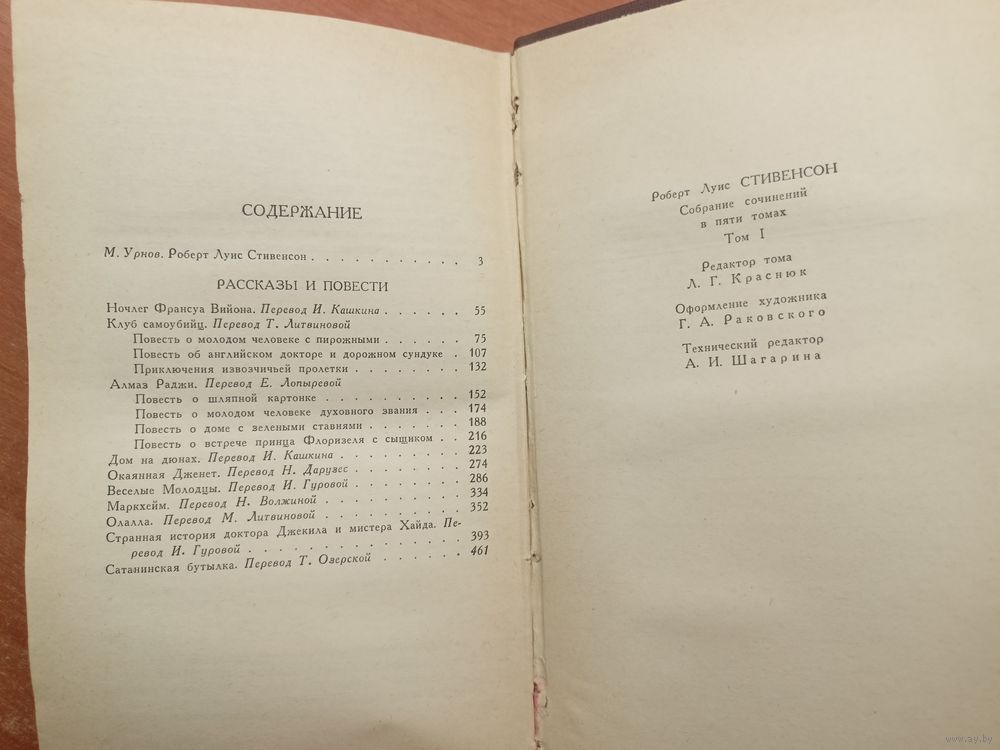 СОДЕРЖАНИЕ
М. Урнов. Роберт Луис Стивенсон . . . . . . . . . . . 3
РАССКАЗЫ И ПОВЕСТИ
Ночлег Франсуа Вийона. Перевод И. Кашкина . . . . . . 55
Клуб самоубийц. Перевод Т. Литвиновой
Повесть о молодом человеке с пирожными . . . . . . 75
Повесть об английском докторе и дорожном сундуке . 107
Приключения извозчичьей пролетки . . . . . . . . 132
Алмаз Раджи. Перевод Е. Лопыревой
Повесть о шляпной картонке . . . . . . . . . . 152
Повесть о молодом человеке духовного звания . . . 174
Повесть о доме с зелеными ставнями . . . . . . . 188
Повесть о встрече принца Флоризеля с сыщиком . . 216
Дом на дюнах. Перевод И. Кашкина . . . . . . . . . 223
Окаянная Дженет. Перевод Н. Дарузес . . . . . . . . 274
Веселые Молодцы. Перевод И. Гуровой . . . . . . . . 286
Маркхейм. Перевод Н. Волжиной . . . . . . . . . . 334
Олалла. Перевод М. Литвиновой . . . . . . . . . . 352
Странная история доктора Джекила и мистера Хайда. Пе-
ревод И. Гуровой . . . . . . . . . . . . . . 393
Сатанинская бутылка. Перевод Т. Озерской . . . . . . 461
Роберт Луис СТИВЕНСОН
Собрание сочинений
в пяти томах
Том I
Редактор тома
Л. Г. Краснюк
Оформление художника
Г. А. Раковского
Технический редактор
А. И. Шагарина
www.ay.by